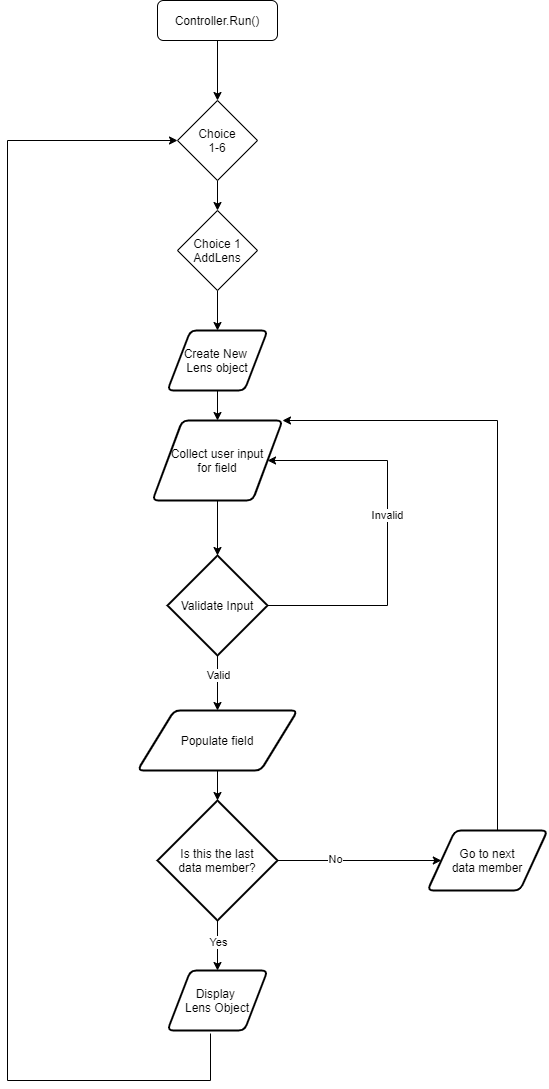 Controller.Run()
Choice
1-6
Choice 1
AddLens
Create New
Lens object
Collect user input
for field
Invalid
Validate Input
Valid
Populate field
Is this the last
data member?
No
Go to next
data member
Yes
Display
Lens Object